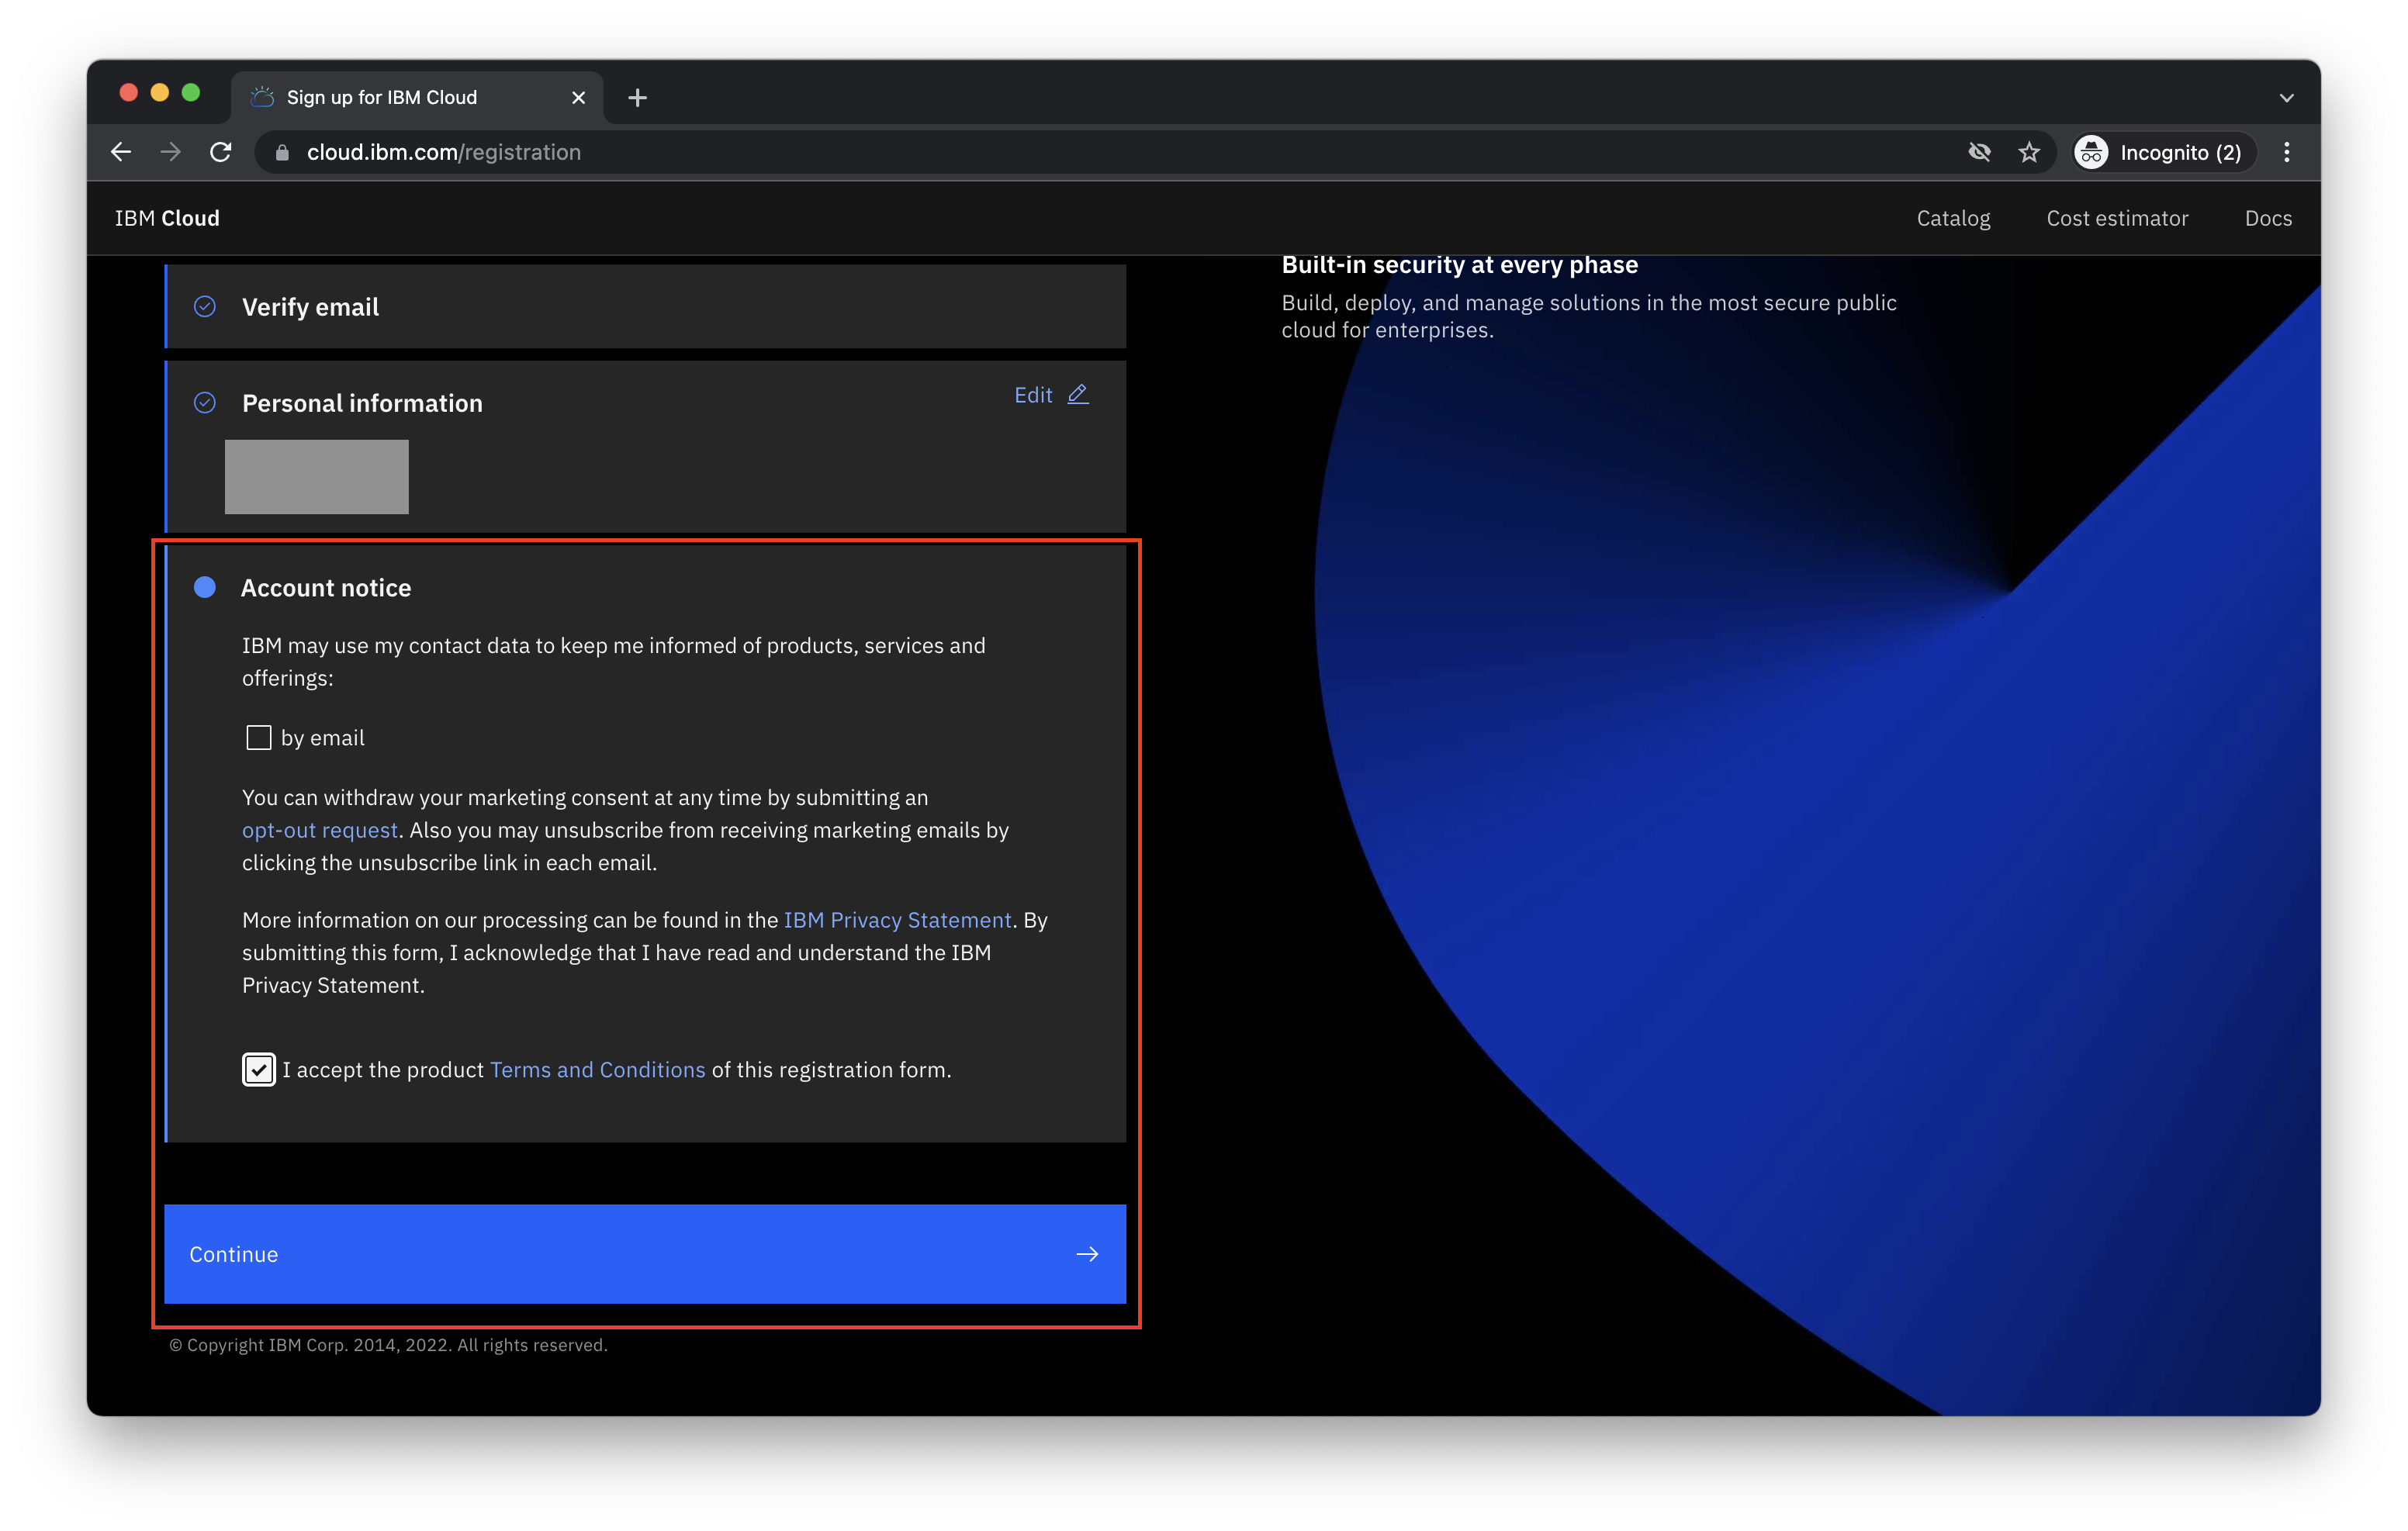 Sign up for IBM Cloud
cloud.ibm.com/registration
Incognito (2)
IBM Cloud
Catalog
Cost estimator
Docs
Verify email
Personal information
Edit
Account notice
IBM may use my contact data to keep me informed of products, services and
offerings:
by email
You can withdraw your marketing consent at any time by submitting an
opt-out request. Also you may unsubscribe from receiving marketing emails by
clicking the unsubscribe link in each email.
More information on our processing can be found in the IBM Privacy Statement. By
submitting this form, I acknowledge that I have read and understand the IBM
Privacy Statement.
I accept the product Terms and Conditions of this registration form.
Continue
© Copyright IBM Corp. 2014, 2022. All rights reserved.
Built-in security at every phase
Build, deploy, and manage solutions in the most secure public
cloud for enterprises.